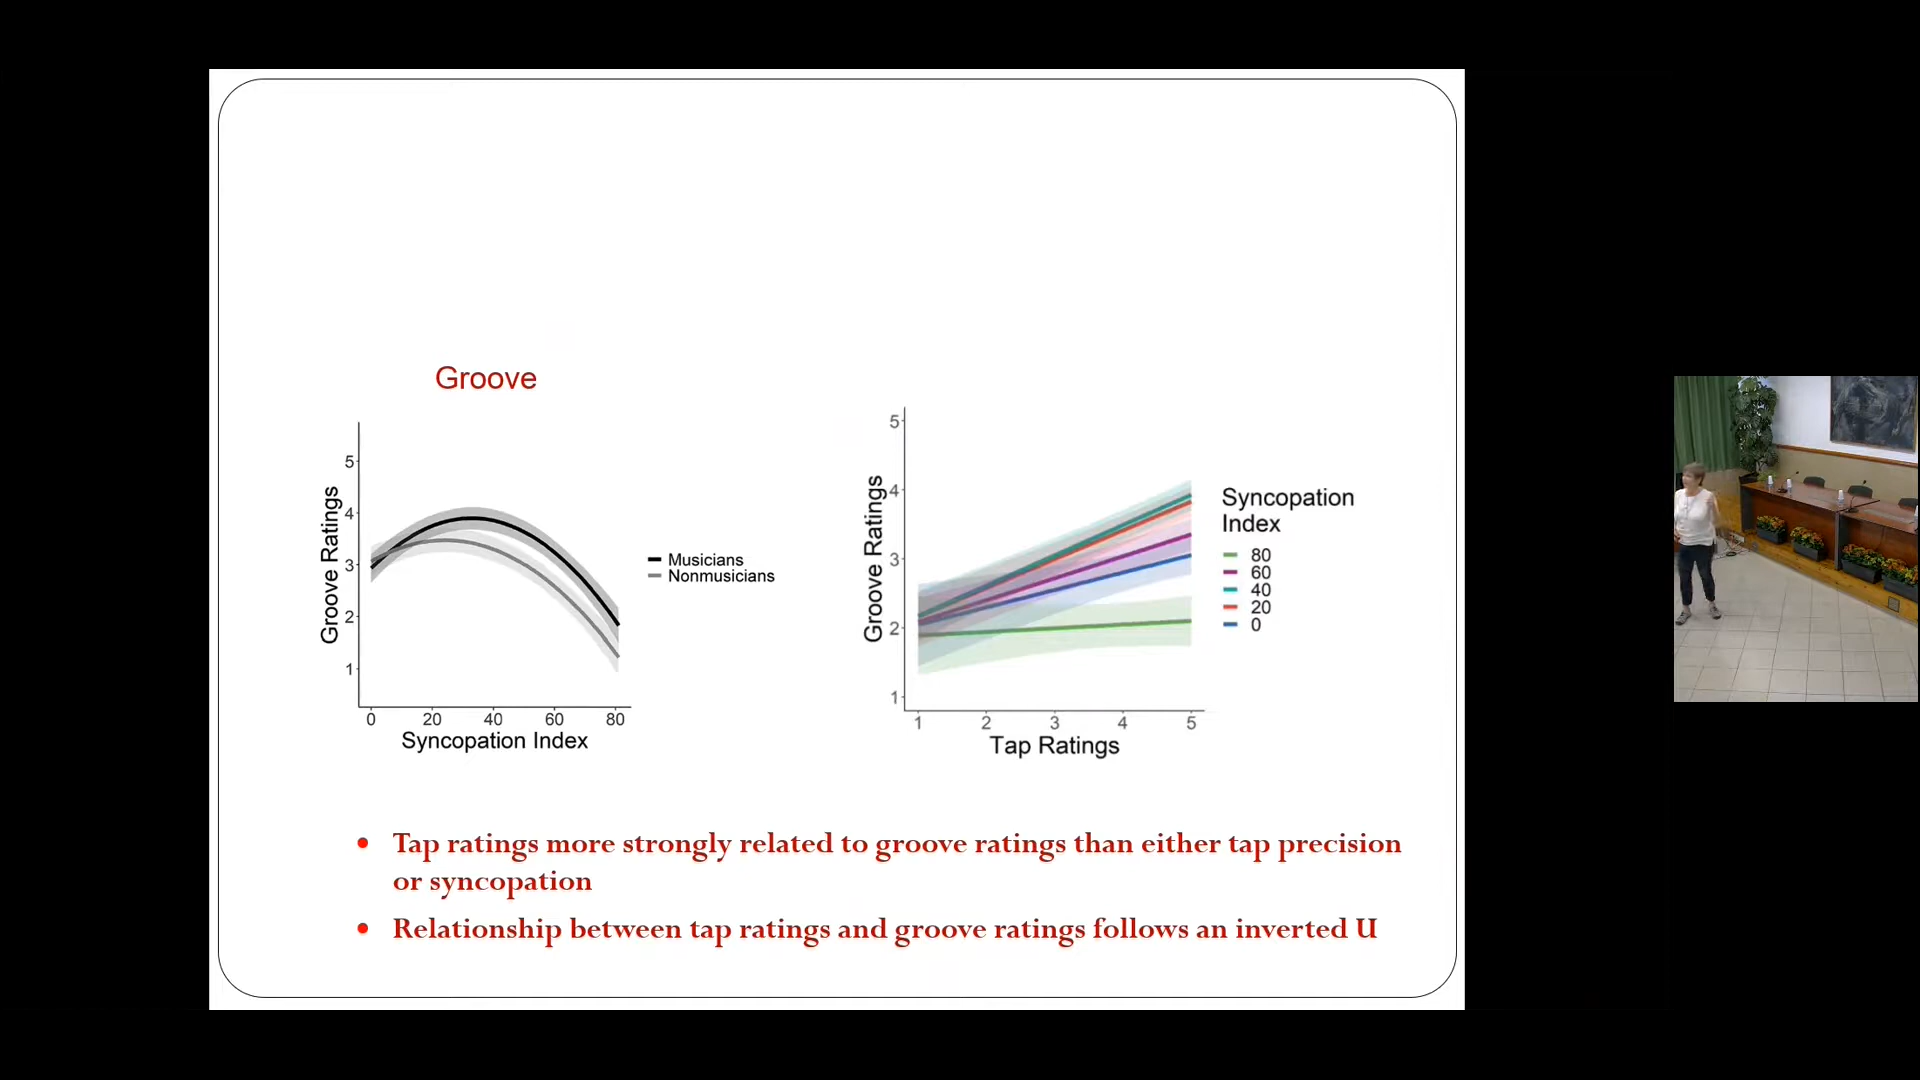 Groove
5
4
3
2
1
Groove Ratings
0 20 40 60 80
Syncopation Index
Musicians
Nonmusicians
5
4
3
2
1
Groove Ratings
1 2 3 4 5
Tap Ratings
Syncopation
Index
80
60
40
20
0
• Tap ratings more strongly related to groove ratings than either tap precision
or syncopation
• Relationship between tap ratings and groove ratings follows an inverted U